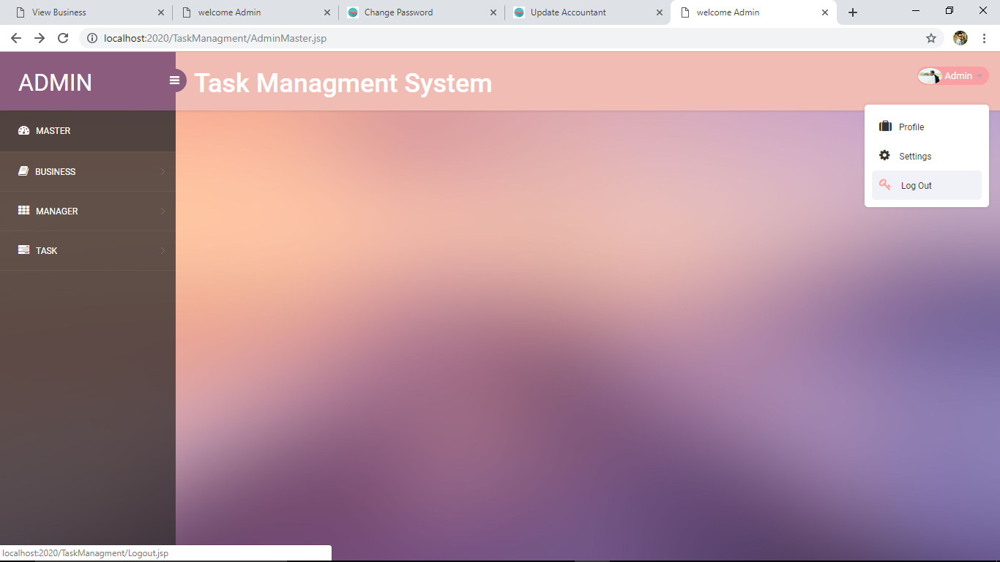 View Business
welcome Admin
Change Password
Update Accountant
welcome Admin
localhost:2020/TaskManagment/AdminMaster.jsp
ADMIN
Task Managment System
Admin
MASTER
BUSINESS
MANAGER
TASK
Profile
Settings
Log Out
localhost:2020/TaskManagment/Logout.jsp